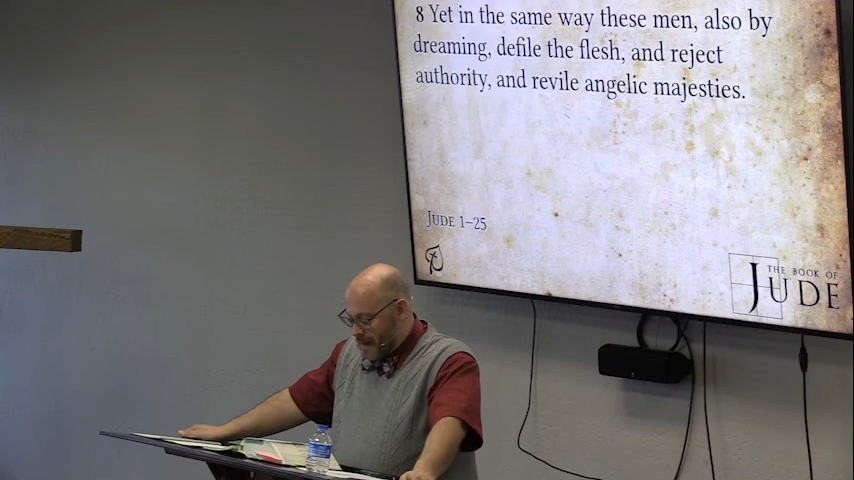 8 Yet in the same way these men, also by
dreaming, defile the flesh, and reject
authority, and revile angelic majesties.
JUDE 1–25
THE BOOK OF
JUDE